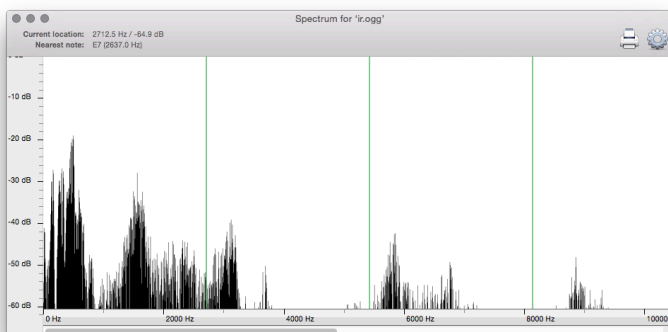 Spectrum for 'ir.ogg'
Current location: 2712.5 Hz / -64.9 dB
Nearest note: E7 (2637.0 Hz)
-10 dB
-20 dB
-30 dB
-40 dB
-50 dB
-60 dB
0 Hz 2000 Hz 4000 Hz 6000 Hz 8000 Hz 10000